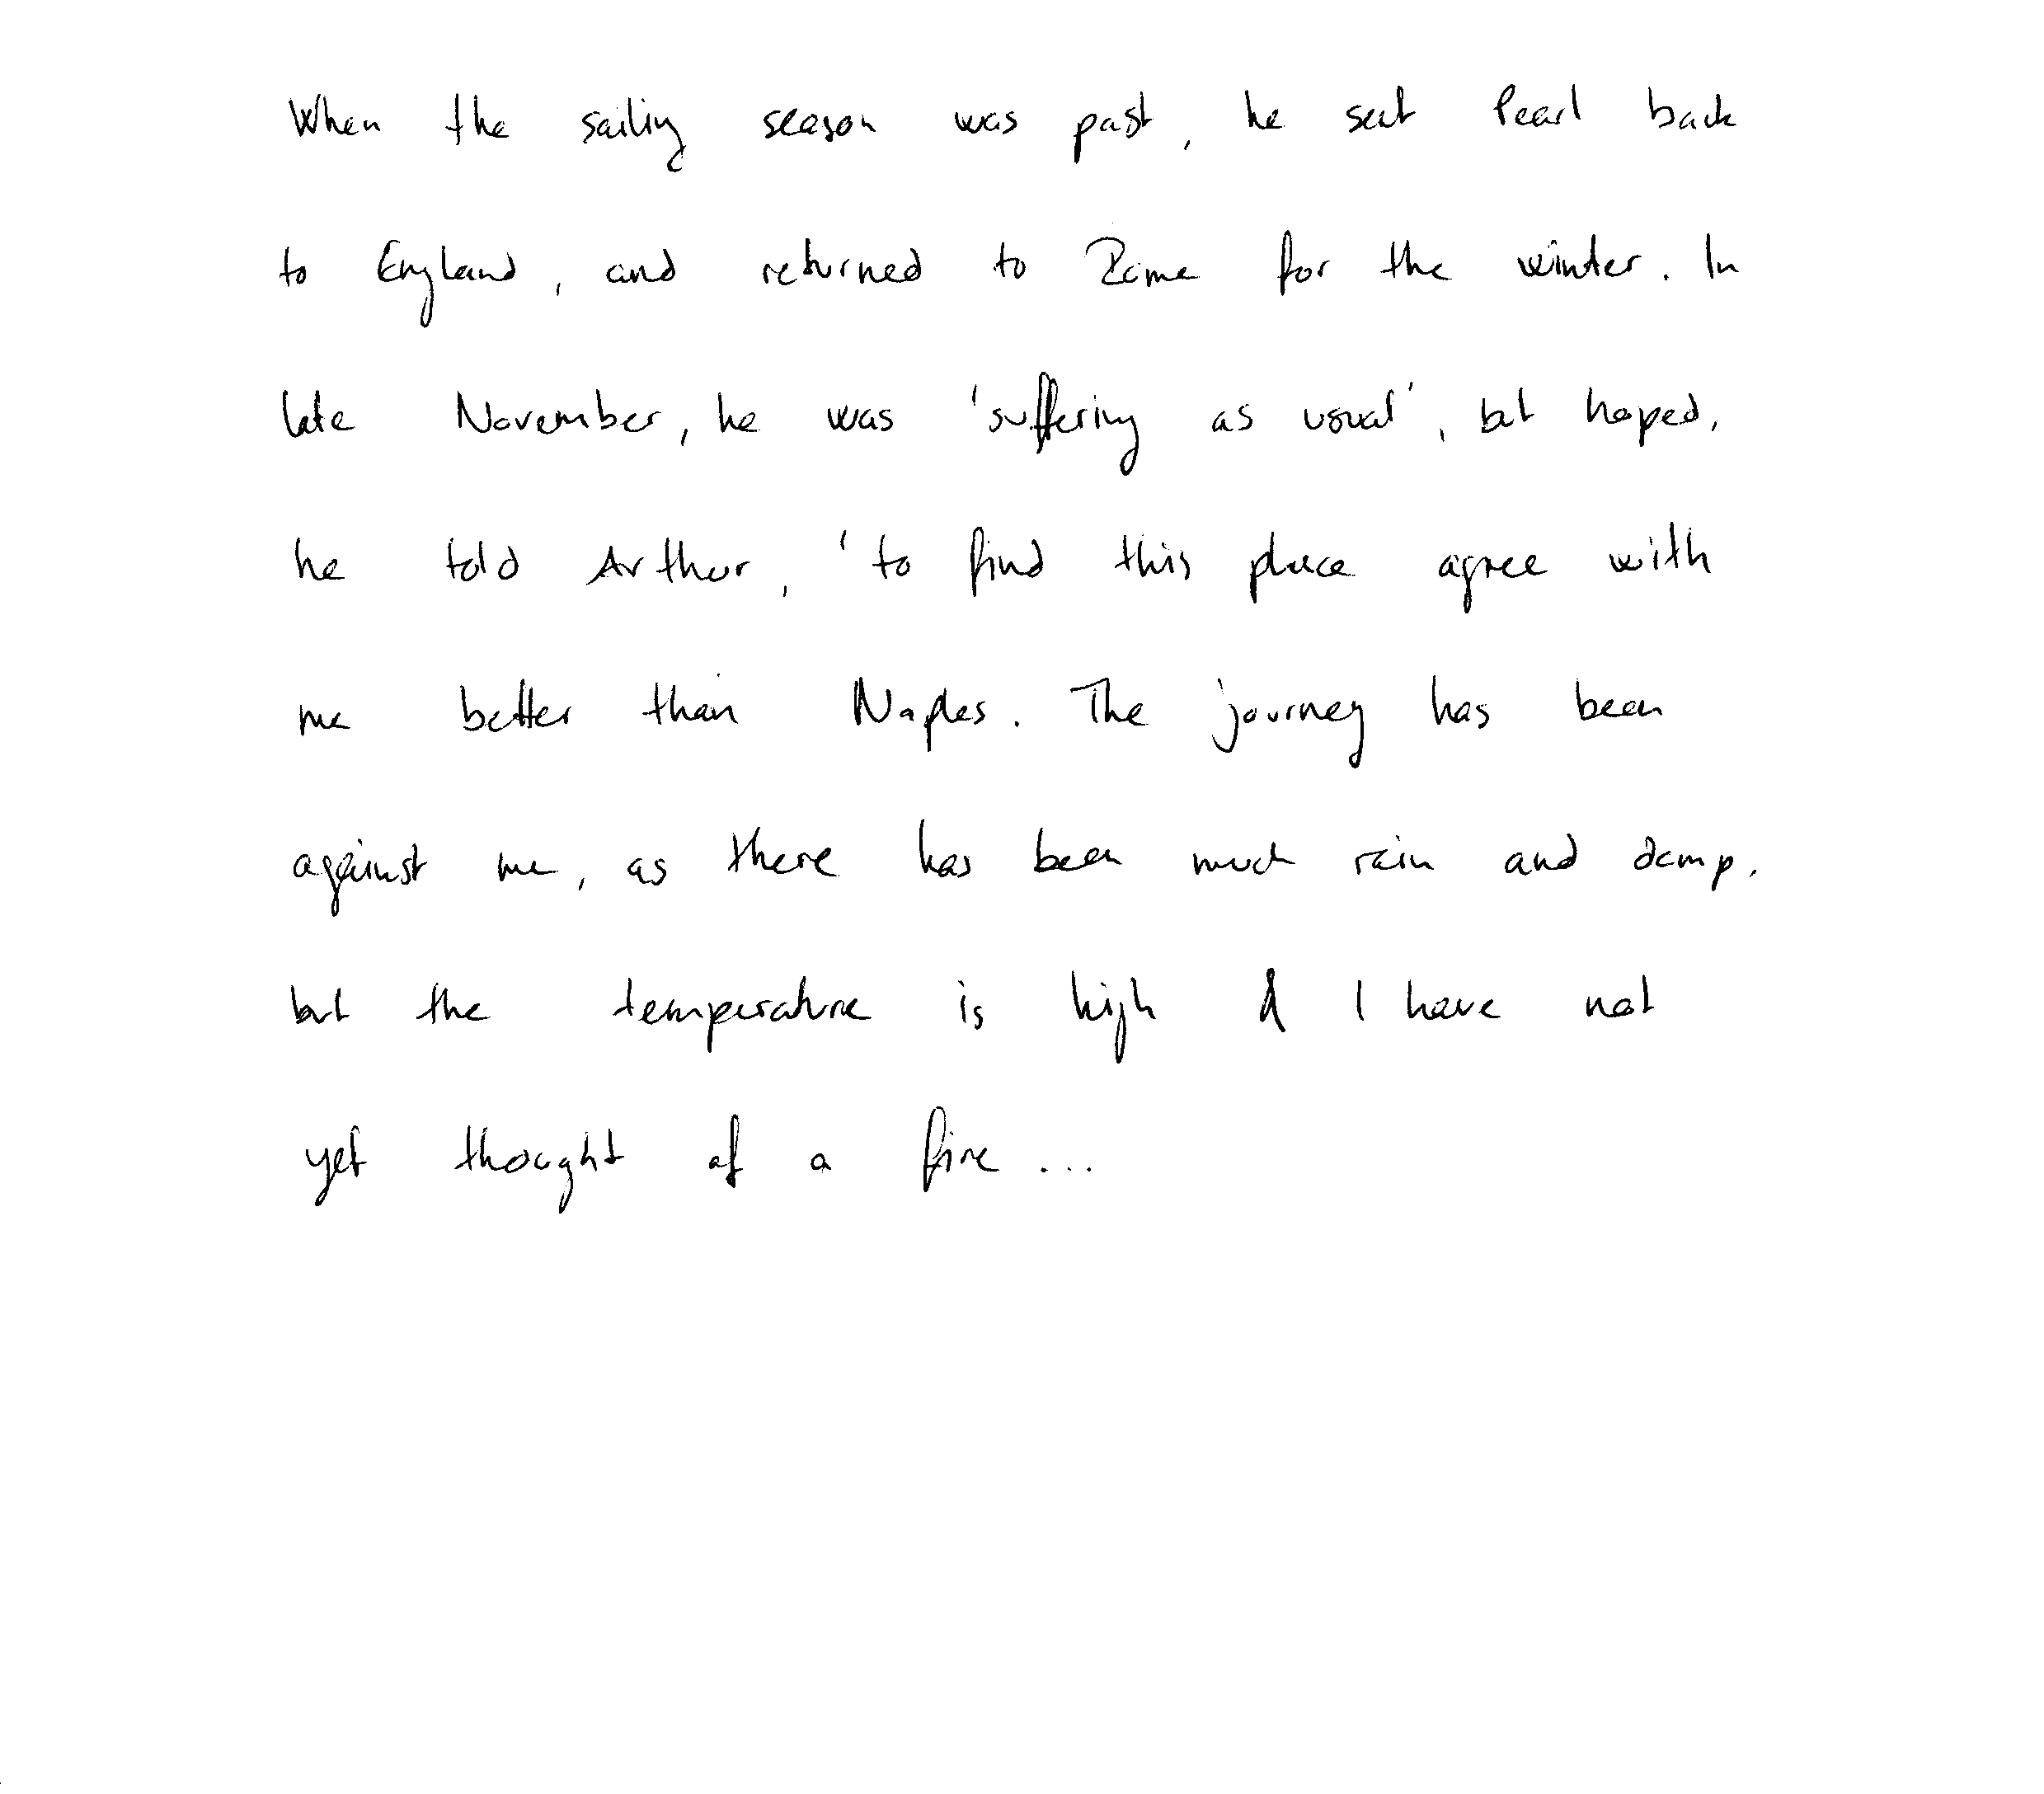 When the sailing season was past, he sent Pearl back
to England, and returned to Rome for the winter. In
late November, he was 'suffering as usual', but hoped,
he told Arthur, 'to find this place agree with
me better than Naples. The journey has been
against me, as there has been much rain and damp,
but the temperature is high & I have not
yet thought of a fire...